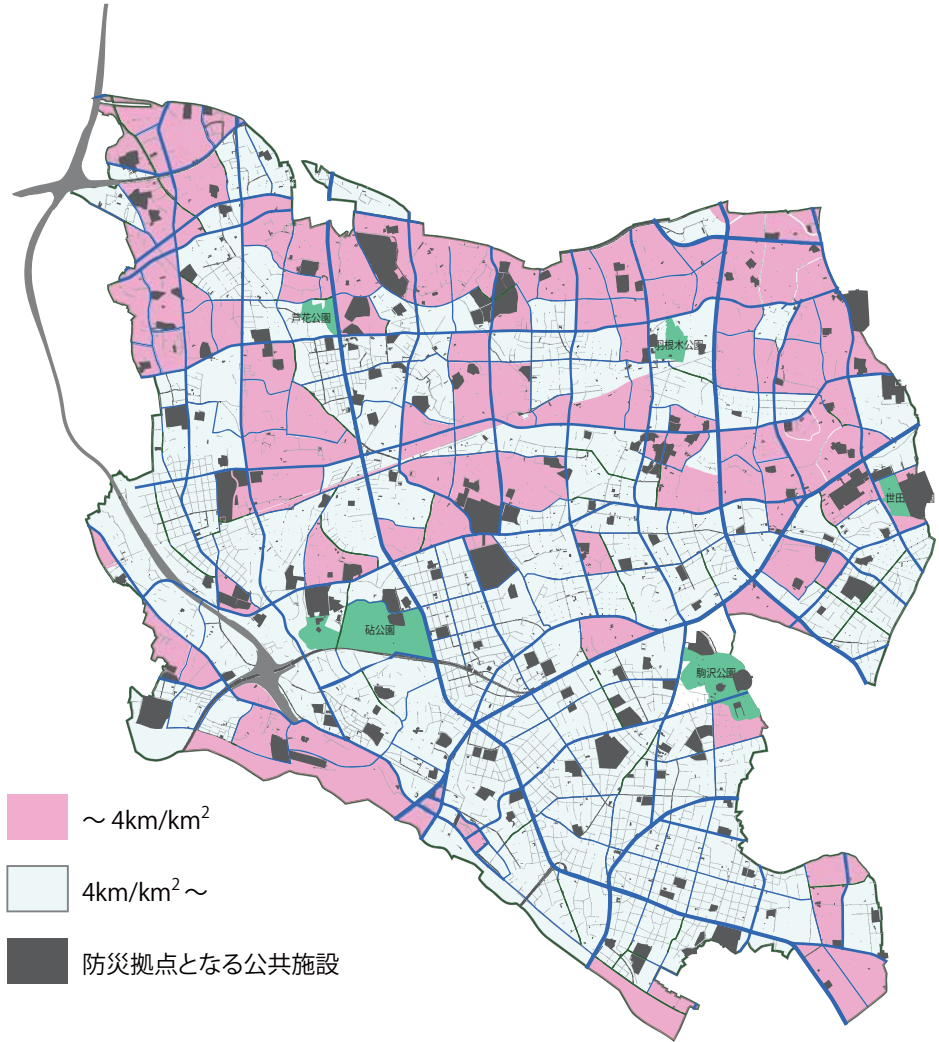 芦花公園
羽根木公園
世田
砧公園
駒沢公園
～ 4km/km²
4km/km² ～
防災拠点となる公共施設